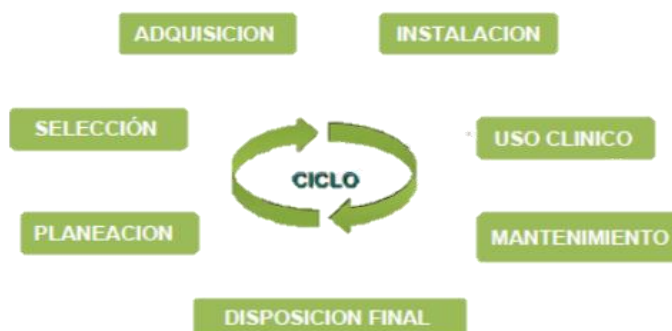 ADQUISICION
INSTALACION
SELECCIÓN
USO CLINICO
CICLO
PLANEACION
MANTENIMIENTO
DISPOSICION FINAL